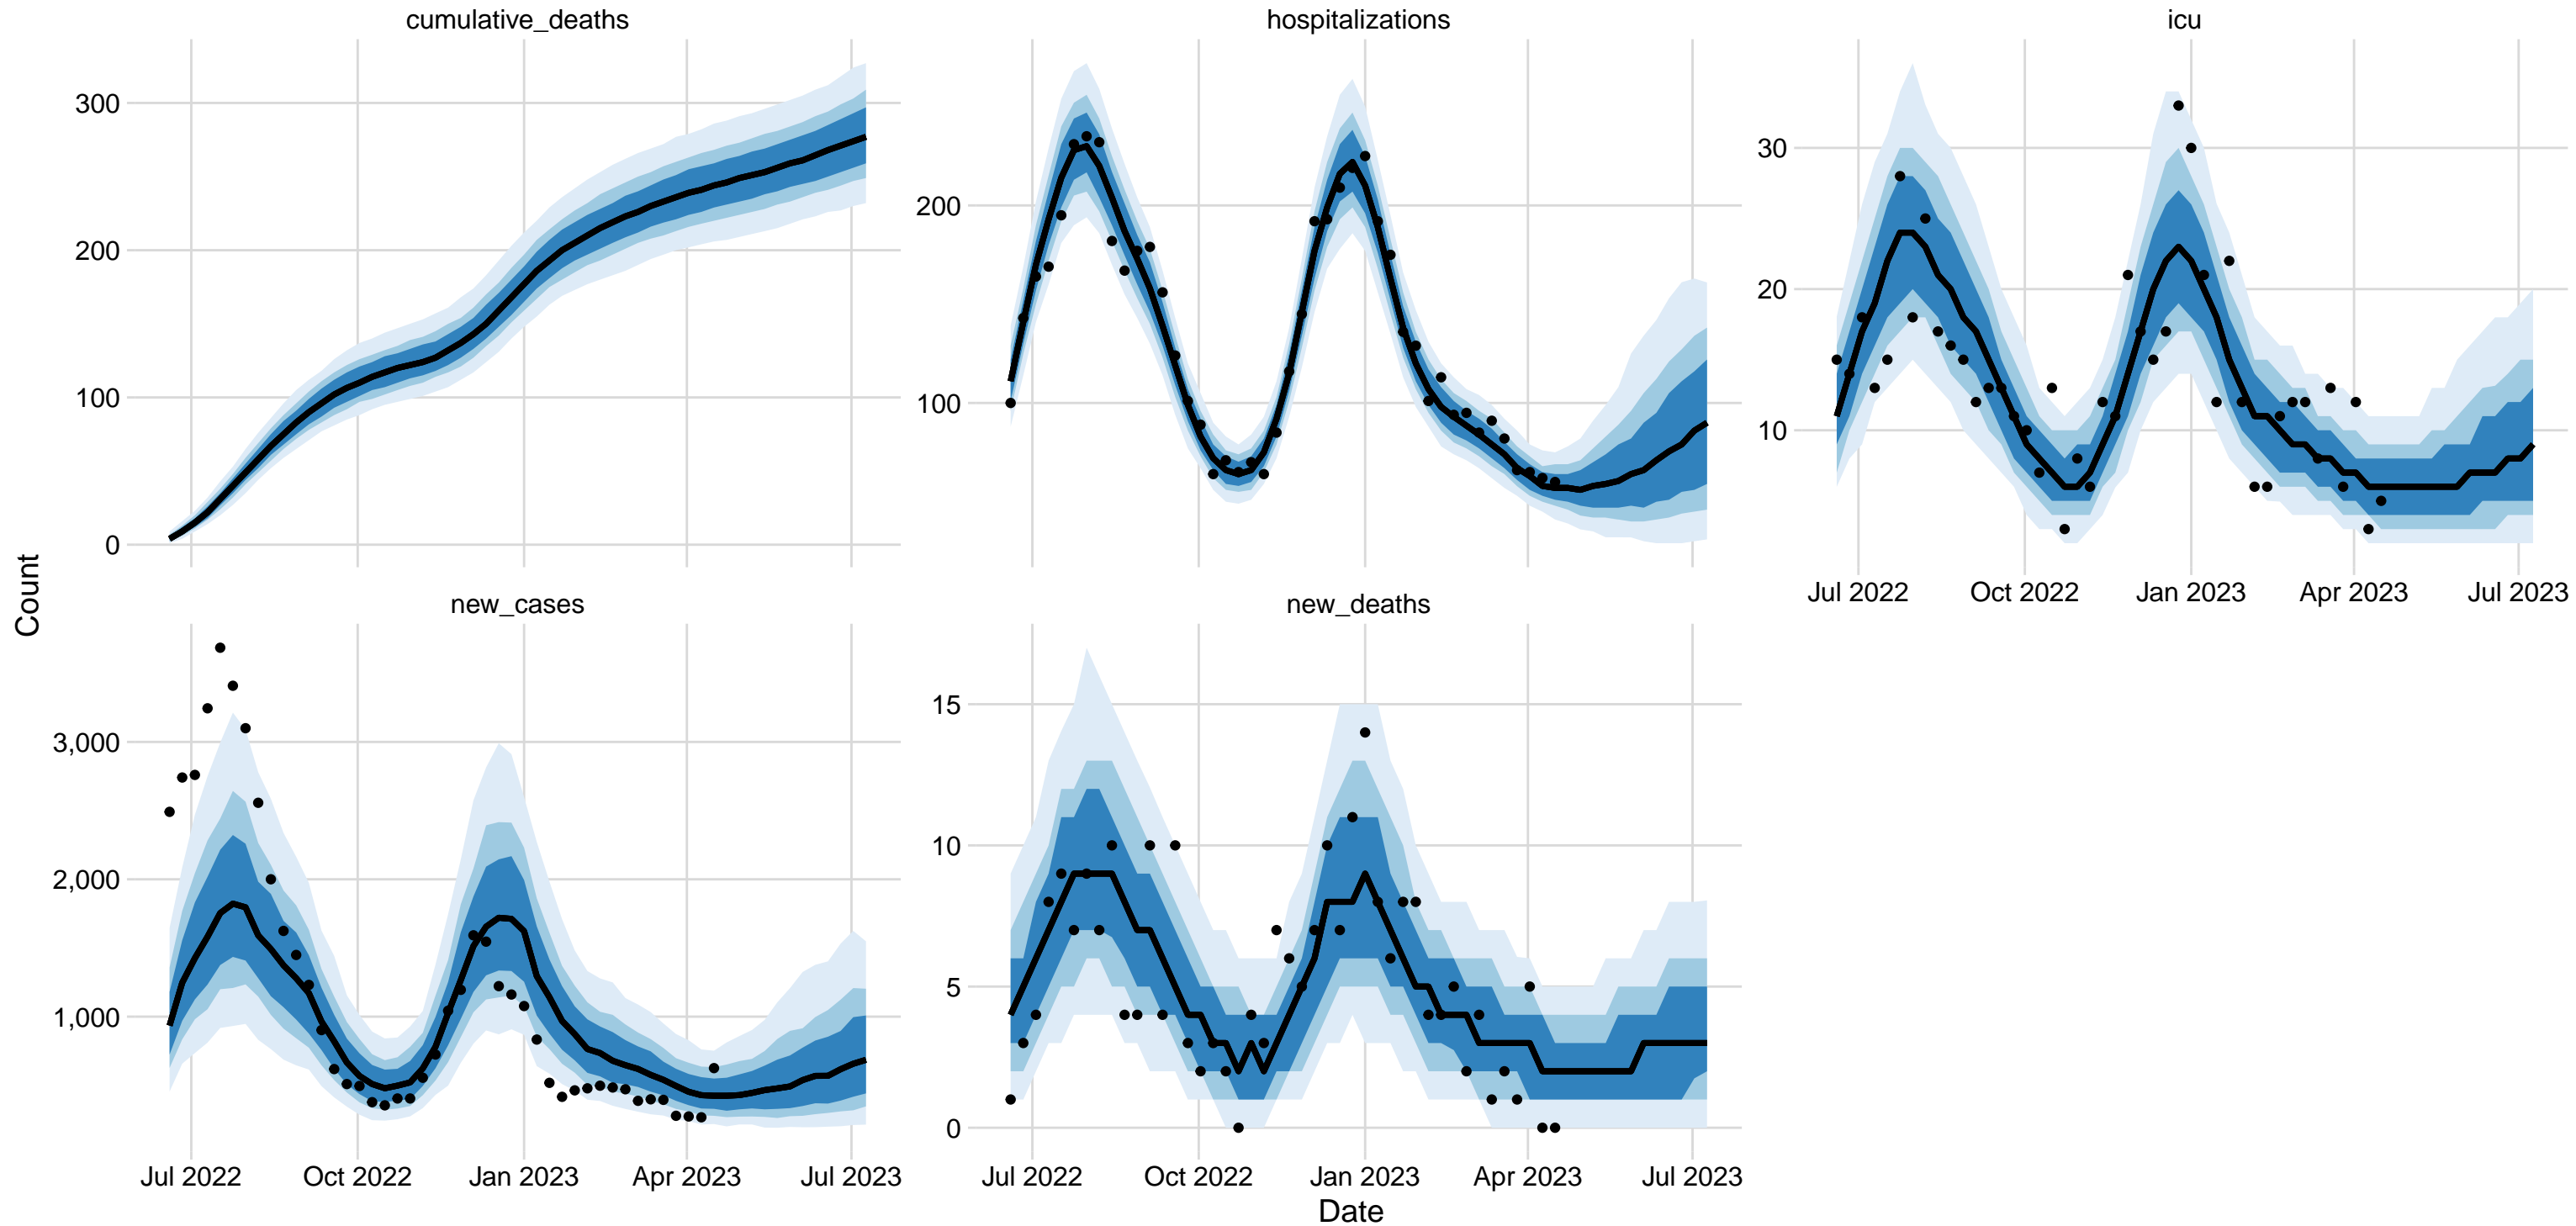 cumulative_deaths
hospitalizations
icu
300
200
100
0
200
100
30
20
10
Jul 2022 Oct 2022 Jan 2023 Apr 2023 Jul 2023
Count
new_cases
new_deaths
3,000
2,000
1,000
15
10
5
0
Jul 2022 Oct 2022 Jan 2023 Apr 2023 Jul 2023
Jul 2022 Oct 2022 Jan 2023 Apr 2023 Jul 2023
Date